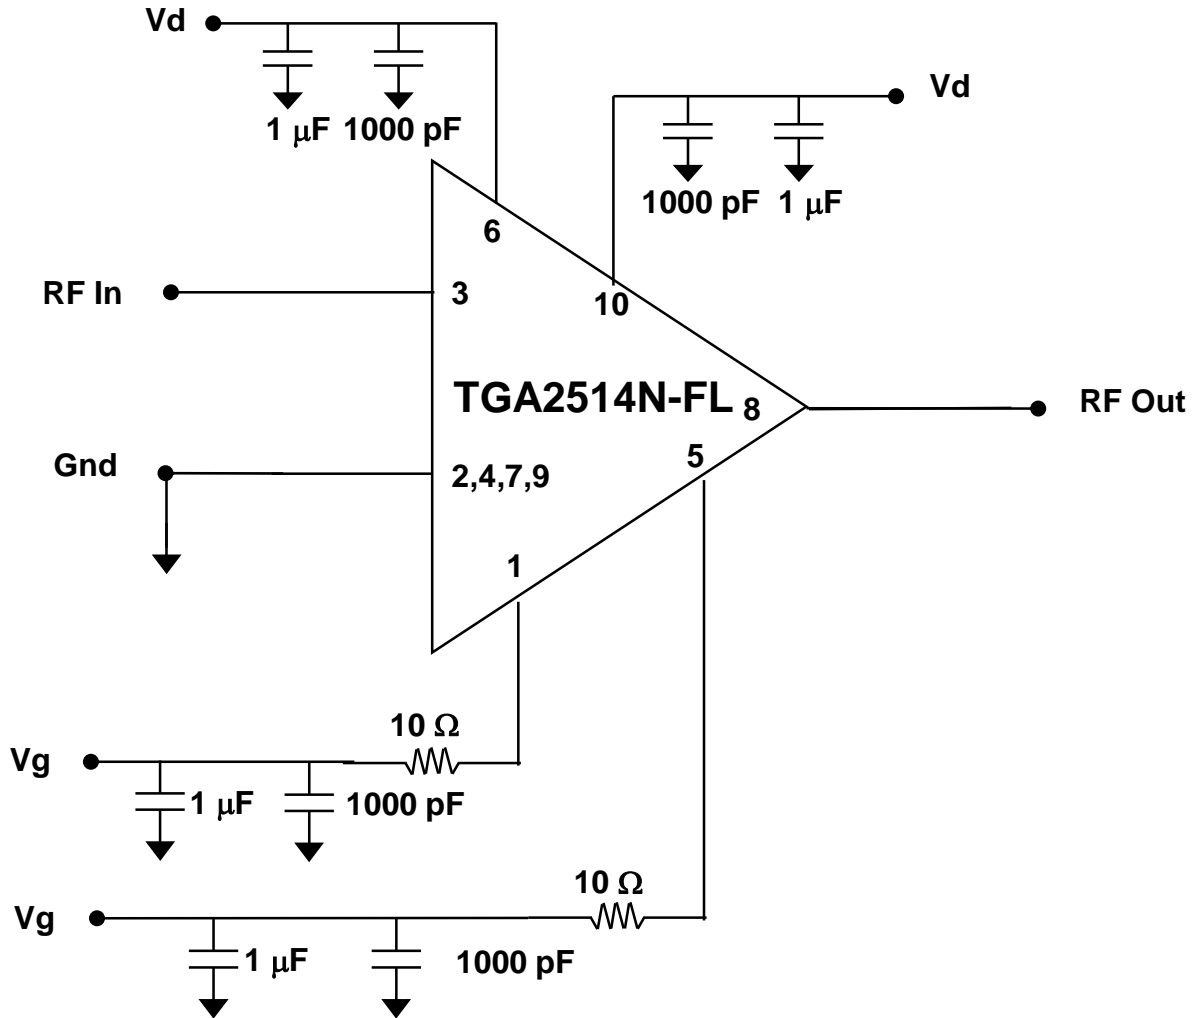 Vd
1 μF 1000 pF
Vd
1000 pF 1 μF
6
RF In
3
10
TGA2514N-FL
8
RF Out
5
Gnd
2,4,7,9
1
10 Ω
Vg
1 μF
1000 pF
10 Ω
Vg
1 μF
1000 pF